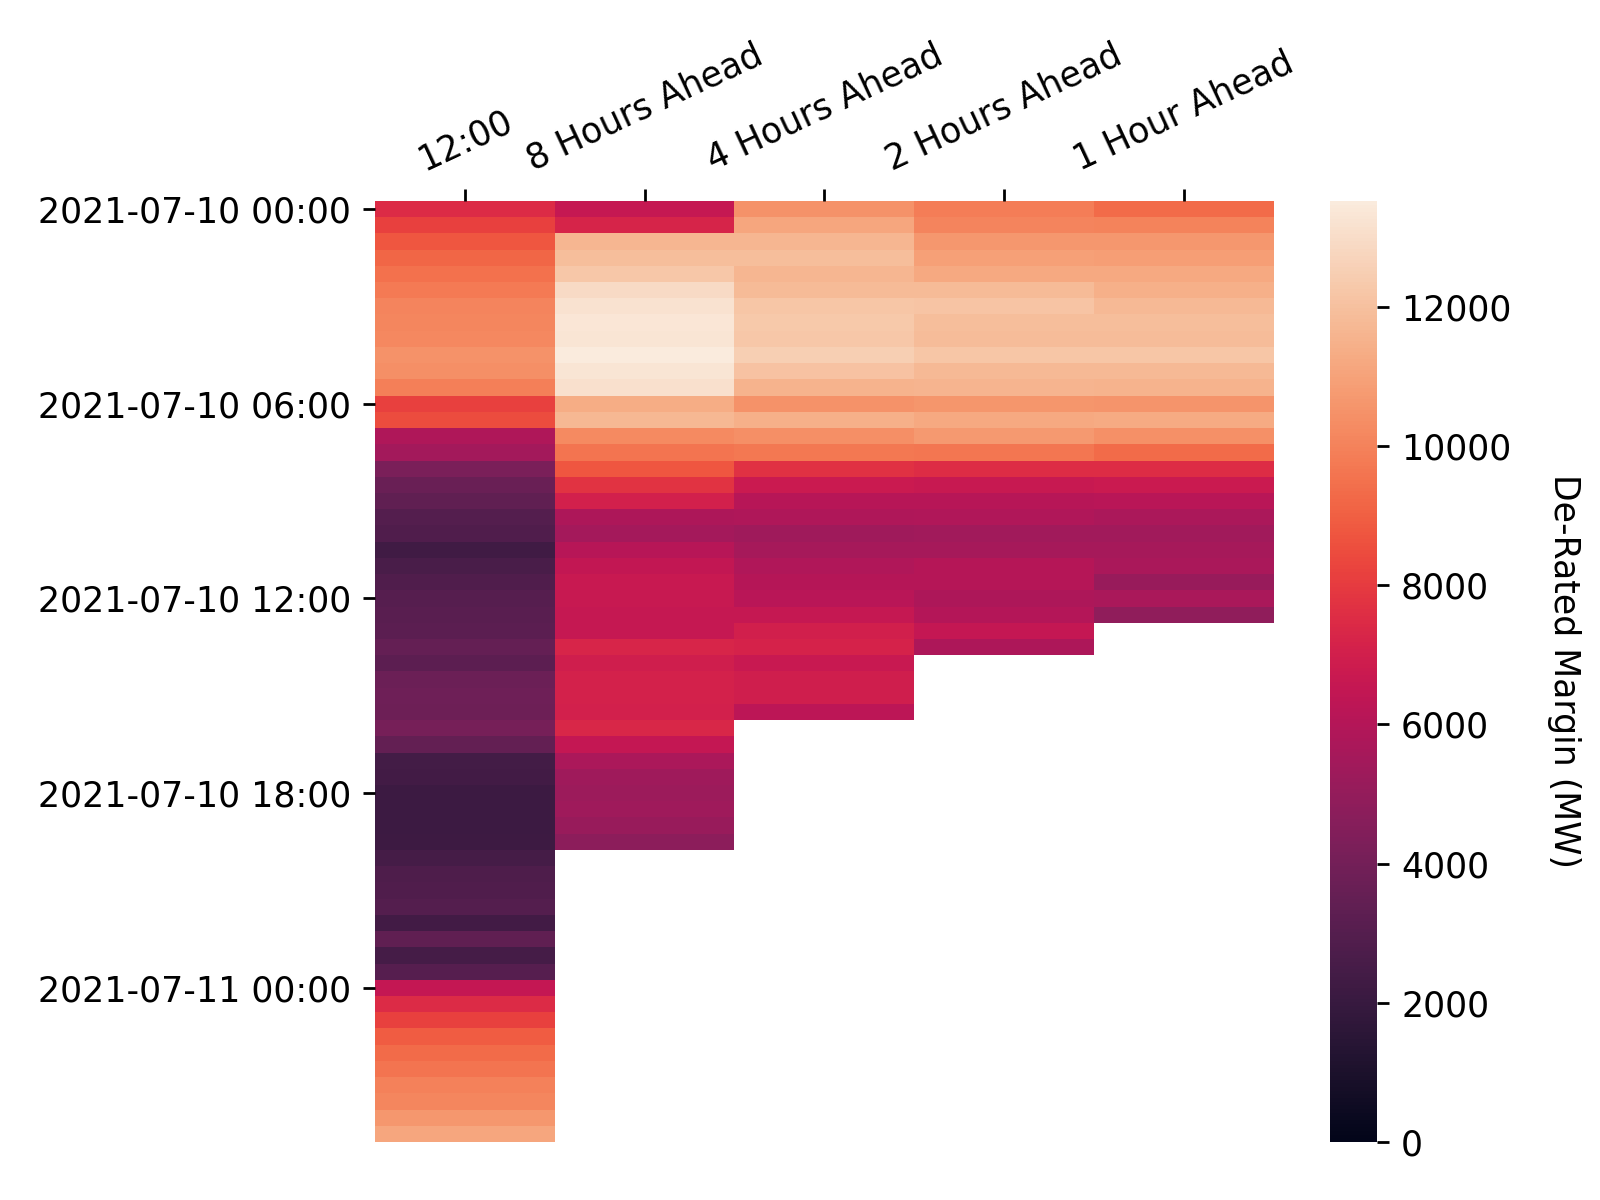 12:00
8 Hours Ahead
4 Hours Ahead
2 Hours Ahead
1 Hour Ahead
2021-07-10 00:00
2021-07-10 06:00
2021-07-10 12:00
2021-07-10 18:00
2021-07-11 00:00
12000
10000
8000
6000
4000
2000
0
De-Rated Margin (MW)